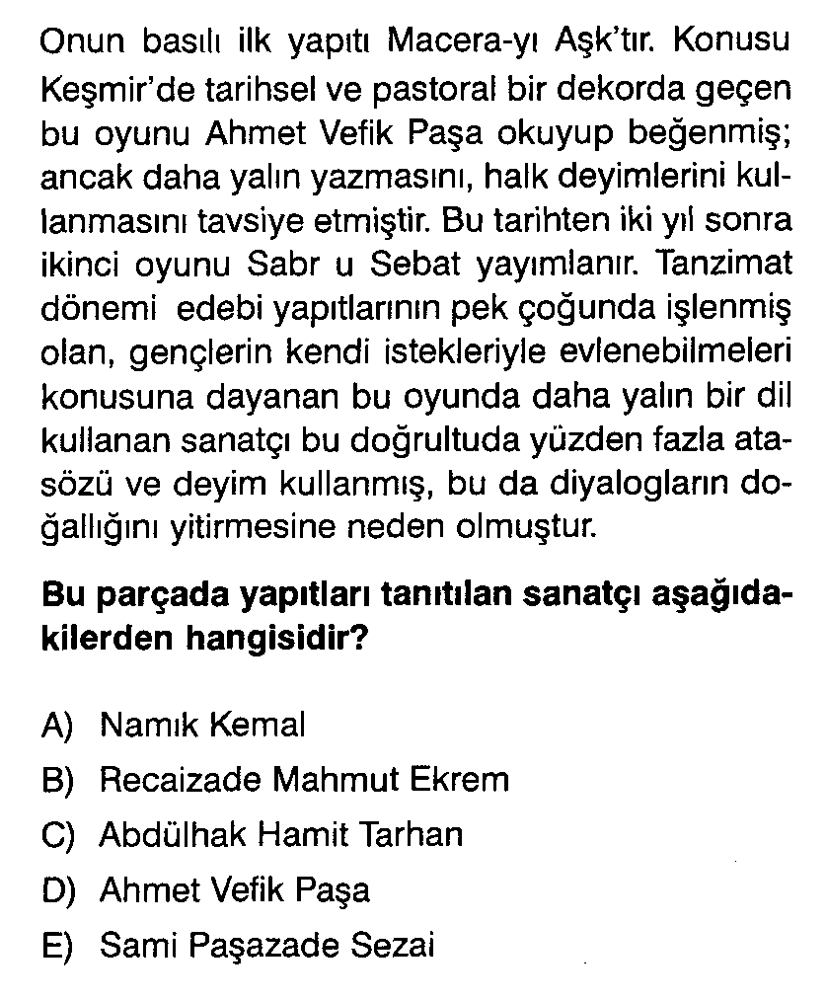 Onun basılı ilk yapıtı Macera-yı Aşk’tır. Konusu
Keşmir’de tarihsel ve pastoral bir dekorda geçen
bu oyunu Ahmet Vefik Paşa okuyup beğenmiş;
ancak daha yalın yazmasını, halk deyimlerini kul-
lanmasını tavsiye etmiştir. Bu tarihten iki yıl sonra
ikinci oyunu Sabr u Sebat yayımlanır. Tanzimat
dönemi edebi yapıtlarının pek çoğunda işlenmiş
olan, gençlerin kendi istekleriyle evlenebilmeleri
konusuna dayanan bu oyunda daha yalın bir dil
kullanan sanatçı bu doğrultuda yüzden fazla ata-
sözü ve deyim kullanmış, bu da diyalogların do-
ğallığını yitirmesine neden olmuştur.
Bu parçada yapıtları tanıtılan sanatçı aşağıda-
kilerden hangisidir?
A) Namık Kemal
B) Recaizade Mahmut Ekrem
C) Abdülhak Hamit Tarhan
D) Ahmet Vefik Paşa
E) Sami Paşazade Sezai